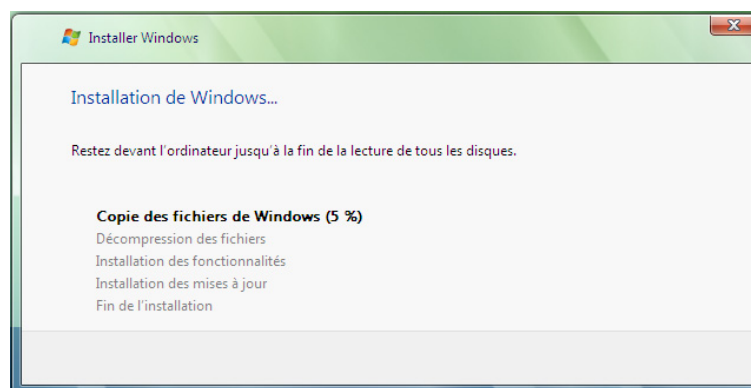 Installer Windows
Installation de Windows...
Restez devant l'ordinateur jusqu'à la fin de la lecture de tous les disques.
Copie des fichiers de Windows (5 %)
Décompression des fichiers
Installation des fonctionnalités
Installation des mises à jour
Fin de l'installation